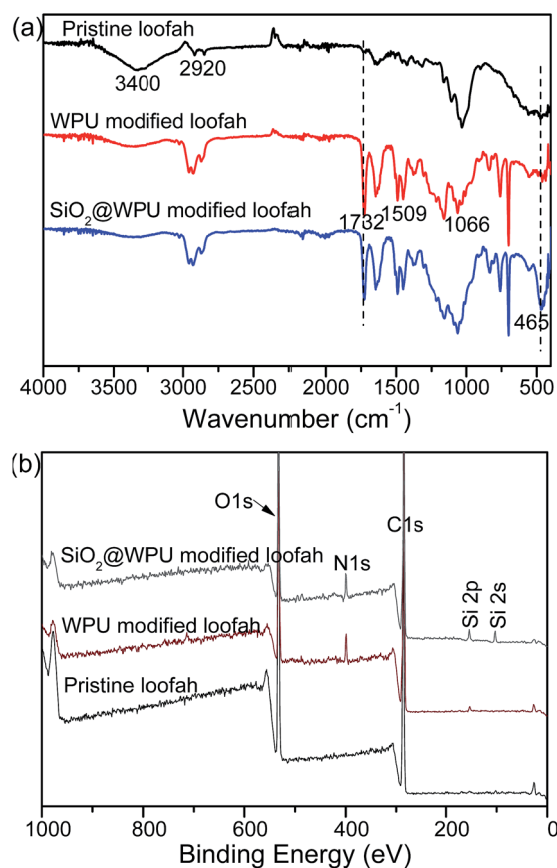 (a)
Pristine loofah
3400
2920
WPU modified loofah
SiO₂@WPU modified loofah
1732
1509
1066
465
4000 3500 3000 2500 2000 1500 1000 500
Wavenumber (cm⁻¹)
(b)
O1s
C1s
SiO₂@WPU modified loofah
N1s
Si 2p
Si 2s
WPU modified loofah
Pristine loofah
1000 800 600 400 200 0
Binding Energy (eV)